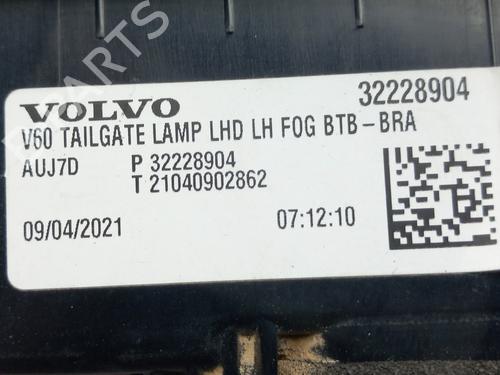 PARTS
VOLVO 32228904
V60 TAILGATE LAMP LHD LH FOG BTB-BRA
AUJ7D P 32228904
T 21040902862
09/04/2021 07:12:10